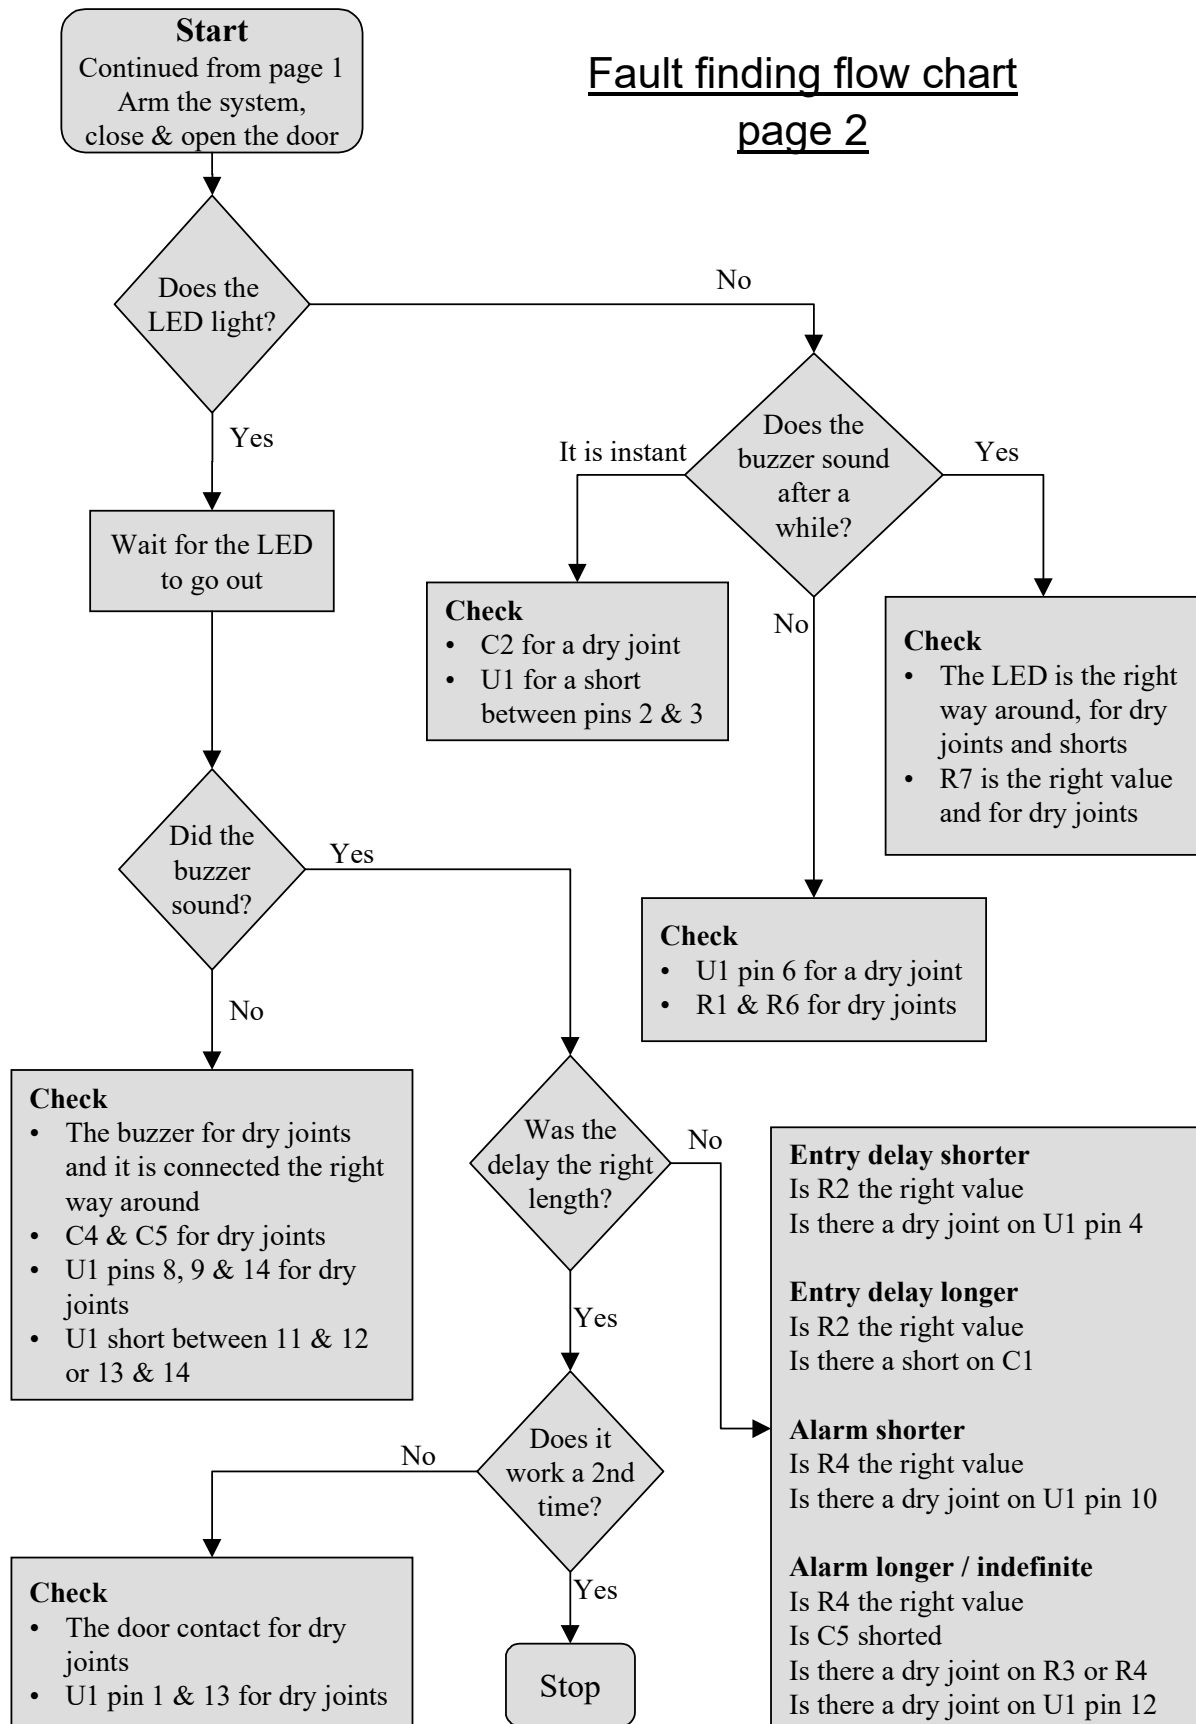 Start
Continued from page 1
Arm the system,
close & open the door
Fault finding flow chart
page 2
Does the
LED light?
No
Yes
Does the
buzzer sound
after a
while?
It is instant
Yes
No
Wait for the LED
to go out
Check
• C2 for a dry joint
• U1 for a short
between pins 2 & 3
Check
• The LED is the right
way around, for dry
joints and shorts
• R7 is the right value
and for dry joints
Did the
buzzer
sound?
Yes
No
Check
• U1 pin 6 for a dry joint
• R1 & R6 for dry joints
Check
• The buzzer for dry joints
and it is connected the right
way around
• C4 & C5 for dry joints
• U1 pins 8, 9 & 14 for dry
joints
• U1 short between 11 & 12
or 13 & 14
Was the
delay the right
length?
No
Yes
Entry delay shorter
Is R2 the right value
Is there a dry joint on U1 pin 4
Entry delay longer
Is R2 the right value
Is there a short on C1
Alarm shorter
Is R4 the right value
Is there a dry joint on U1 pin 10
Alarm longer / indefinite
Is R4 the right value
Is C5 shorted
Is there a dry joint on R3 or R4
Is there a dry joint on U1 pin 12
Does it
work a 2nd
time?
No
Yes
Check
• The door contact for dry
joints
• U1 pin 1 & 13 for dry joints
Stop